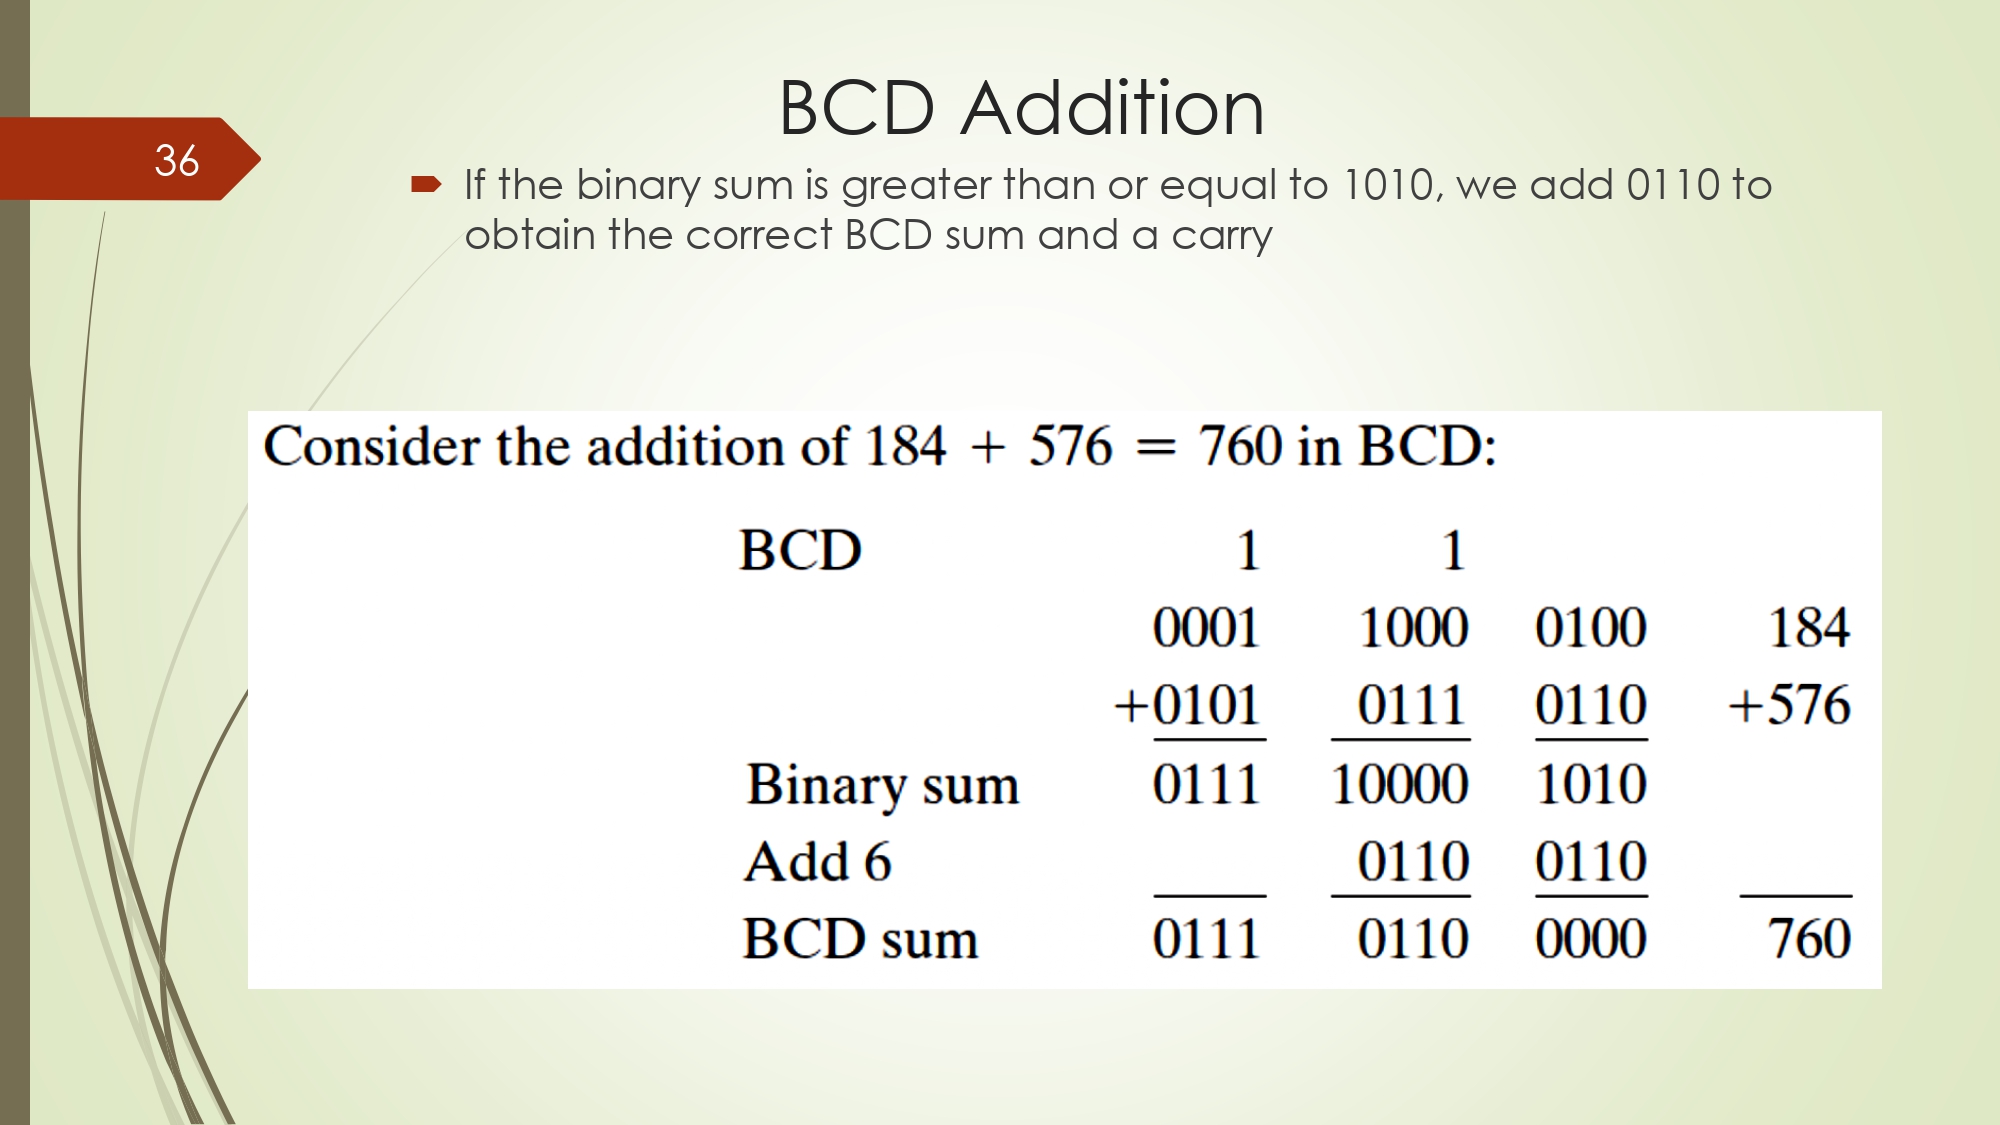 BCD Addition
36
If the binary sum is greater than or equal to 1010, we add 0110 to
obtain the correct BCD sum and a carry
Consider the addition of 184 + 576 = 760 in BCD:
BCD 1 1
0001 1000 0100 184
+0101 0111 0110 +576
Binary sum 0111 10000 1010
Add 6 0110 0110
BCD sum 0111 0110 0000 760